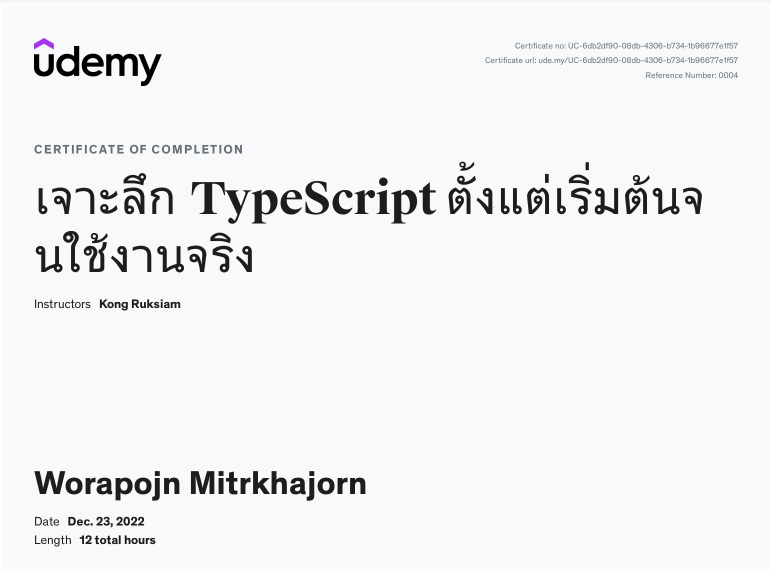 udemy
Certificate no: UC-6db2df90-08db-4306-b734-1b96677e1f57
Certificate url: ude.my/UC-6db2df90-08db-4306-b734-1b96677e1f57
Reference Number: 0004
CERTIFICATE OF COMPLETION
เจาะลึก TypeScript ตั้งแต่เริ่มต้นจ
นใช้งานจริง
Instructors Kong Ruksiam
Worapojn Mitrkhajorn
Date Dec. 23, 2022
Length 12 total hours